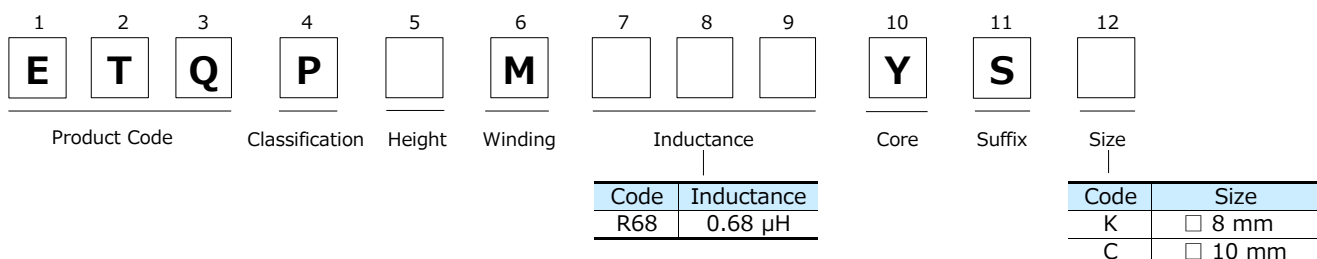 1 2 3 4 5 6 7 8 9 10 11 12
E T Q P M Y S
Product Code Classification Height Winding Inductance Core Suffix Size
Code Inductance
R68 0.68 μH
Code Size
K □ 8 mm
C □ 10 mm